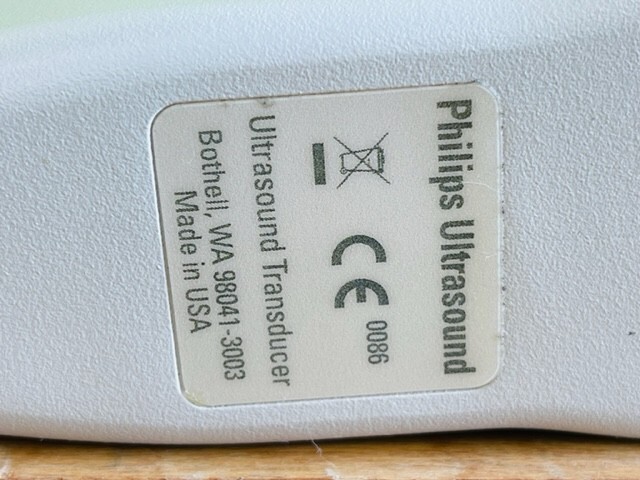 Philips Ultrasound
CE 0086
Ultrasound Transducer
Bothell, WA 98041-3003
Made in USA